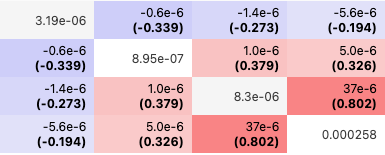 3.19e-06 -0.6e-6 -1.4e-6 -5.6e-6
(-0.339) (-0.273) (-0.194)
-0.6e-6 8.95e-07 1.0e-6 5.0e-6
(-0.339) (0.379) (0.326)
-1.4e-6 1.0e-6 8.3e-06 37e-6
(-0.273) (0.379) (0.802)
-5.6e-6 5.0e-6 37e-6 0.000258
(-0.194) (0.326) (0.802)